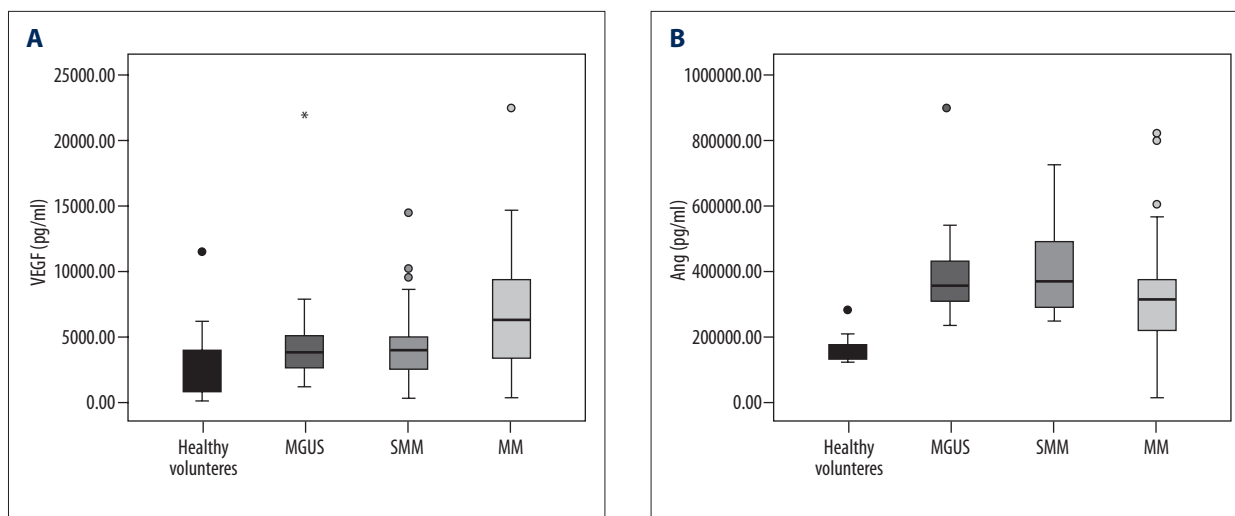 A
25000.00
20000.00
15000.00
10000.00
5000.00
0.00
VEGF (pg/ml)
Healthy
volunteres
MGUS
SMM
MM
*
B
1000000.00
800000.00
600000.00
400000.00
200000.00
0.00
Ang (pg/ml)
Healthy
volunteres
MGUS
SMM
MM